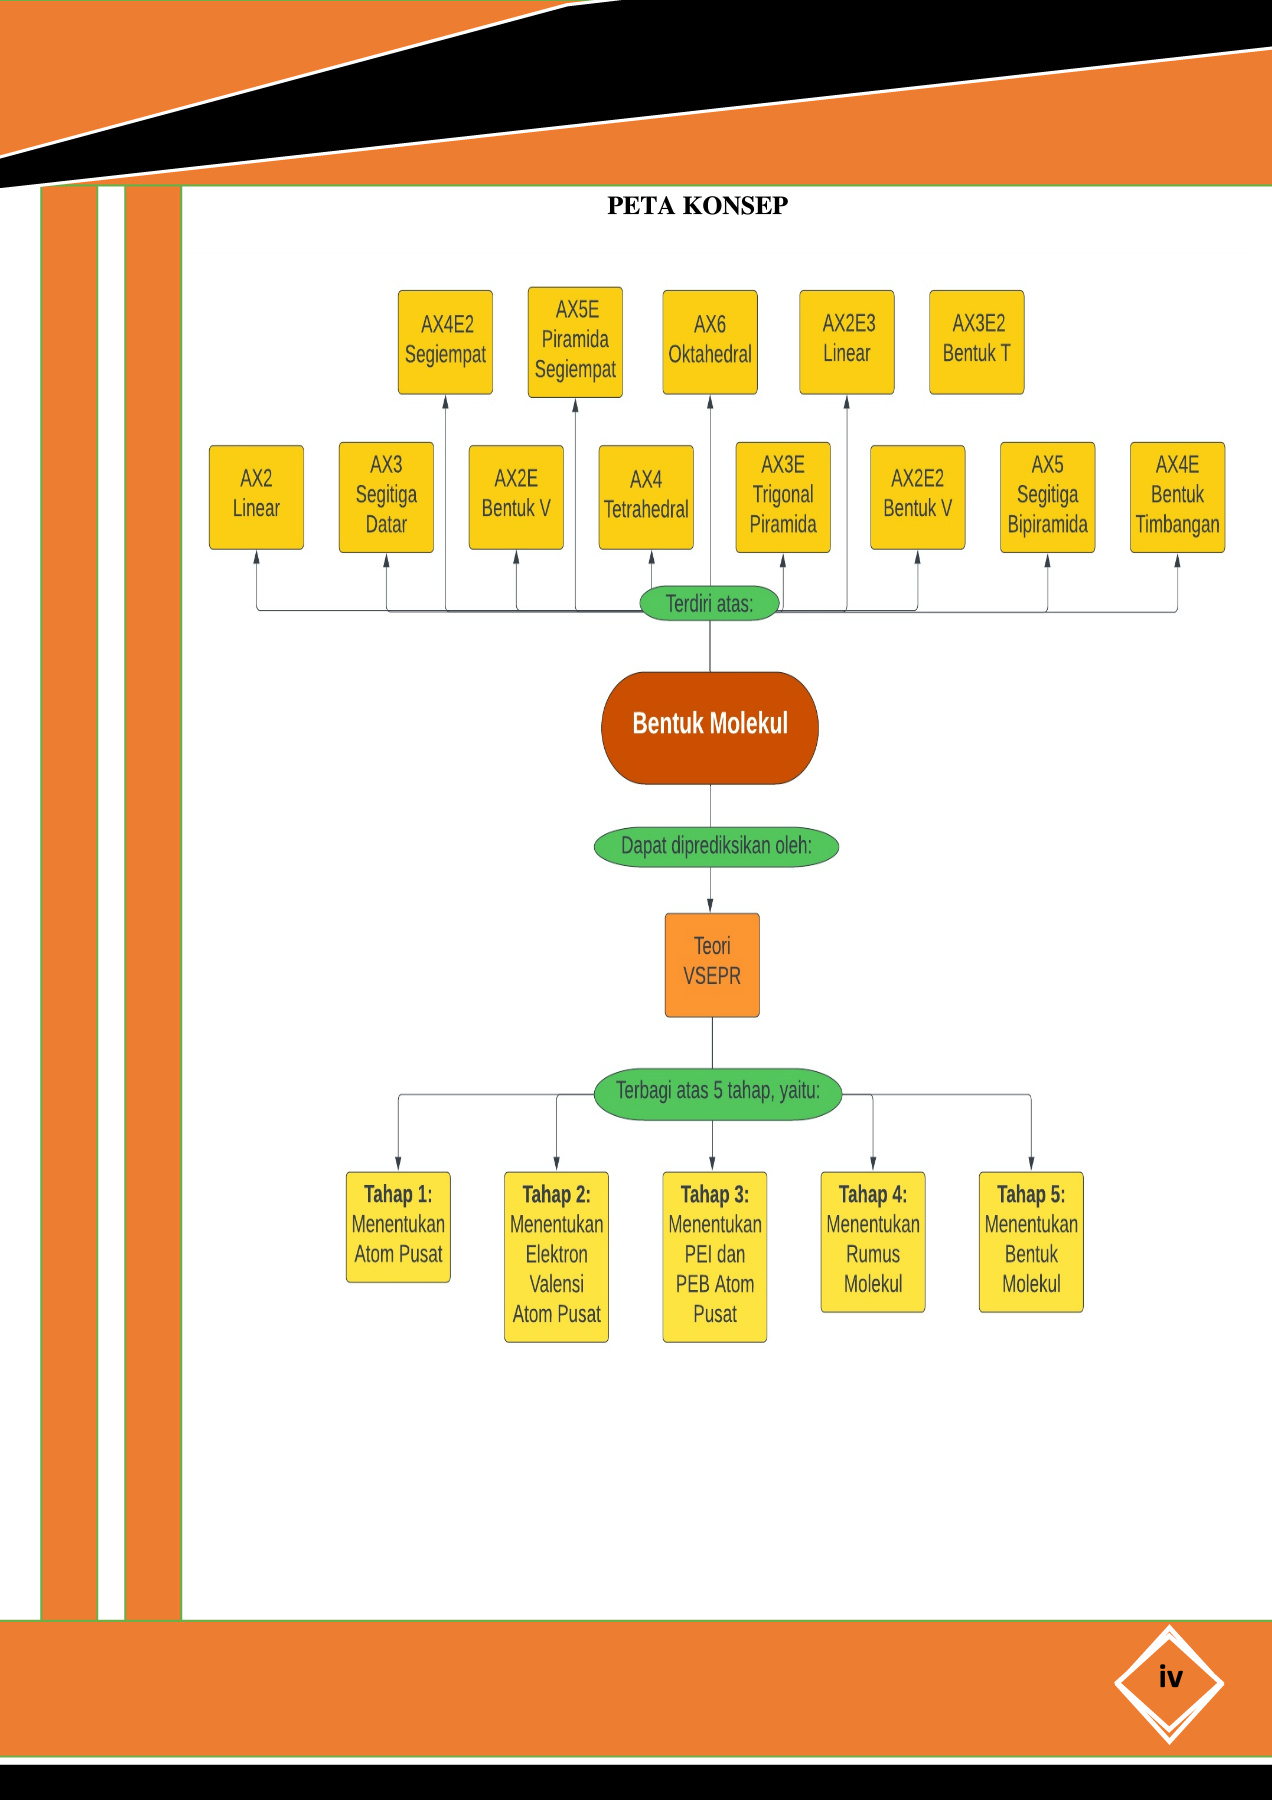 PETA KONSEP
AX4E2
Segiempat
AX5E
Piramida
Segiempat
AX6
Oktahedral
AX2E3
Linear
AX3E2
Bentuk T
AX2
Linear
AX3
Segitiga
Datar
AX2E
Bentuk V
AX4
Tetrahedral
AX3E
Trigonal
Piramida
AX2E2
Bentuk V
AX5
Segitiga
Bipiramida
AX4E
Bentuk
Timbangan
Terdiri atas:
Bentuk Molekul
Dapat diprediksikan oleh:
Teori
VSEPR
Terbagi atas 5 tahap, yaitu:
Tahap 1:
Menentukan
Atom Pusat
Tahap 2:
Menentukan
Elektron
Valensi
Atom Pusat
Tahap 3:
Menentukan
PEI dan
PEB Atom
Pusat
Tahap 4:
Menentukan
Rumus
Molekul
Tahap 5:
Menentukan
Bentuk
Molekul
iv